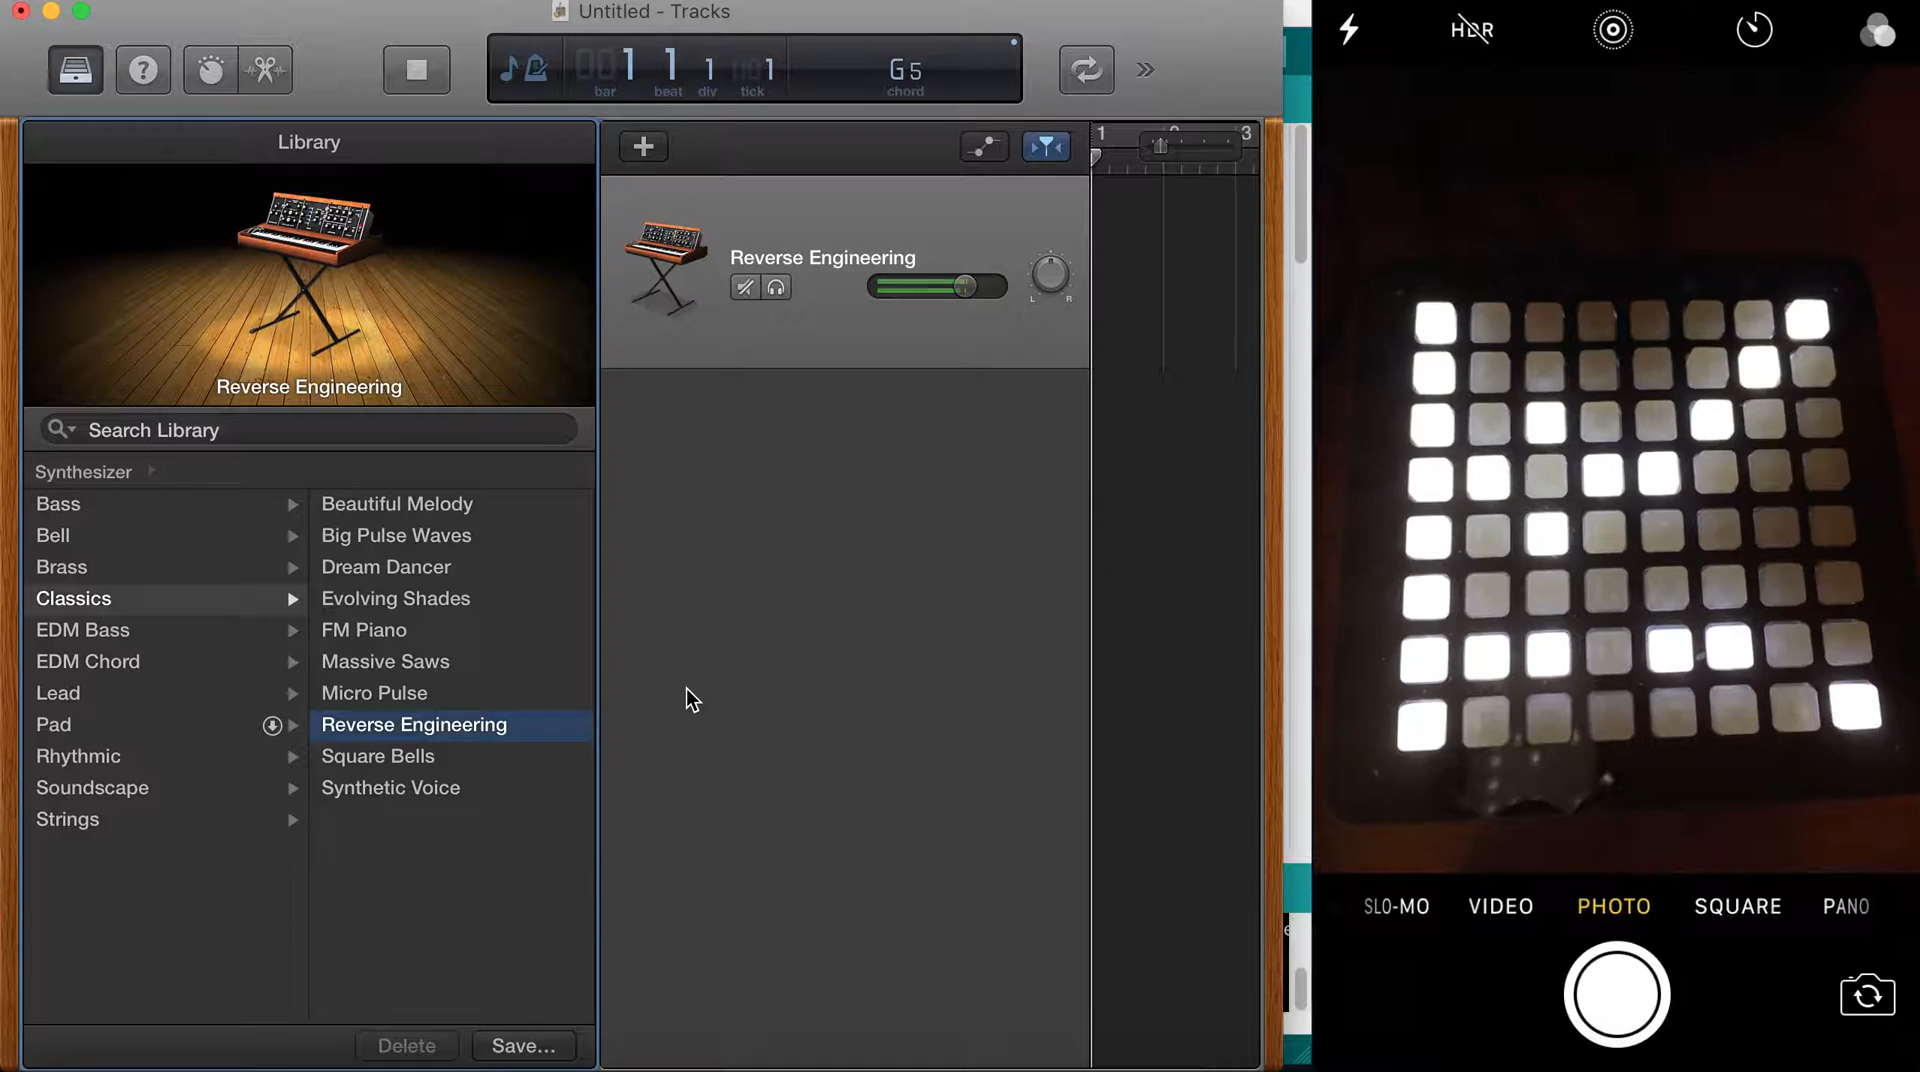 Untitled - Tracks
001 1 1 1
bar beat div tick
G5
chord
Library
Reverse Engineering
Search Library
Synthesizer
Bass
Bell
Brass
Classics
EDM Bass
EDM Chord
Lead
Pad
Rhythmic
Soundscape
Strings
Beautiful Melody
Big Pulse Waves
Dream Dancer
Evolving Shades
FM Piano
Massive Saws
Micro Pulse
Reverse Engineering
Square Bells
Synthetic Voice
Delete Save...
1 3
Reverse Engineering
L R
HDR
SLO-MO VIDEO PHOTO SQUARE PANO